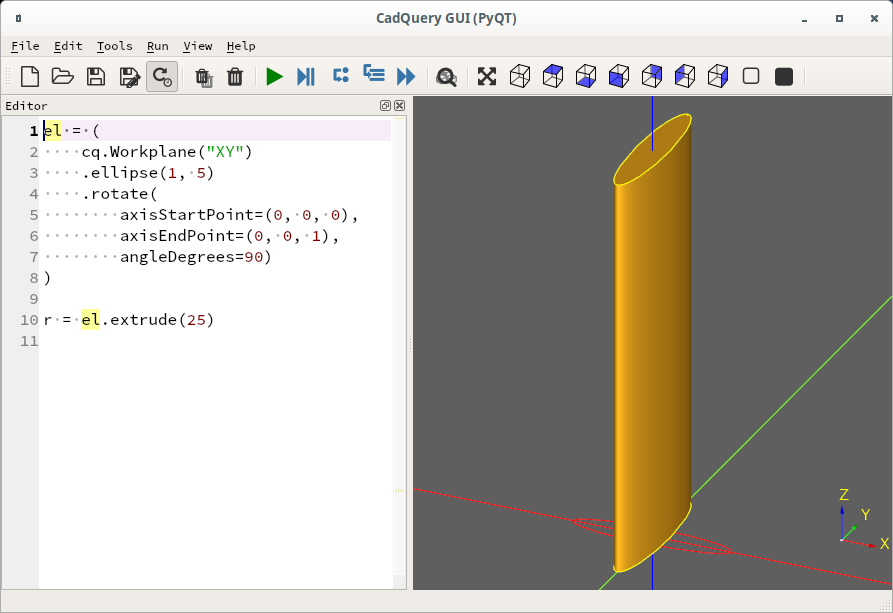 CadQuery GUI (PyQT)
File Edit Tools Run View Help
Editor
1 el = (
2 ····cq.Workplane("XY")
3 ····.ellipse(1, 5)
4 ····.rotate(
5 ········axisStartPoint=(0, 0, 0),
6 ········axisEndPoint=(0, 0, 1),
7 ········angleDegrees=90)
8 )
9
10 r = el.extrude(25)
11
Z
Y
X